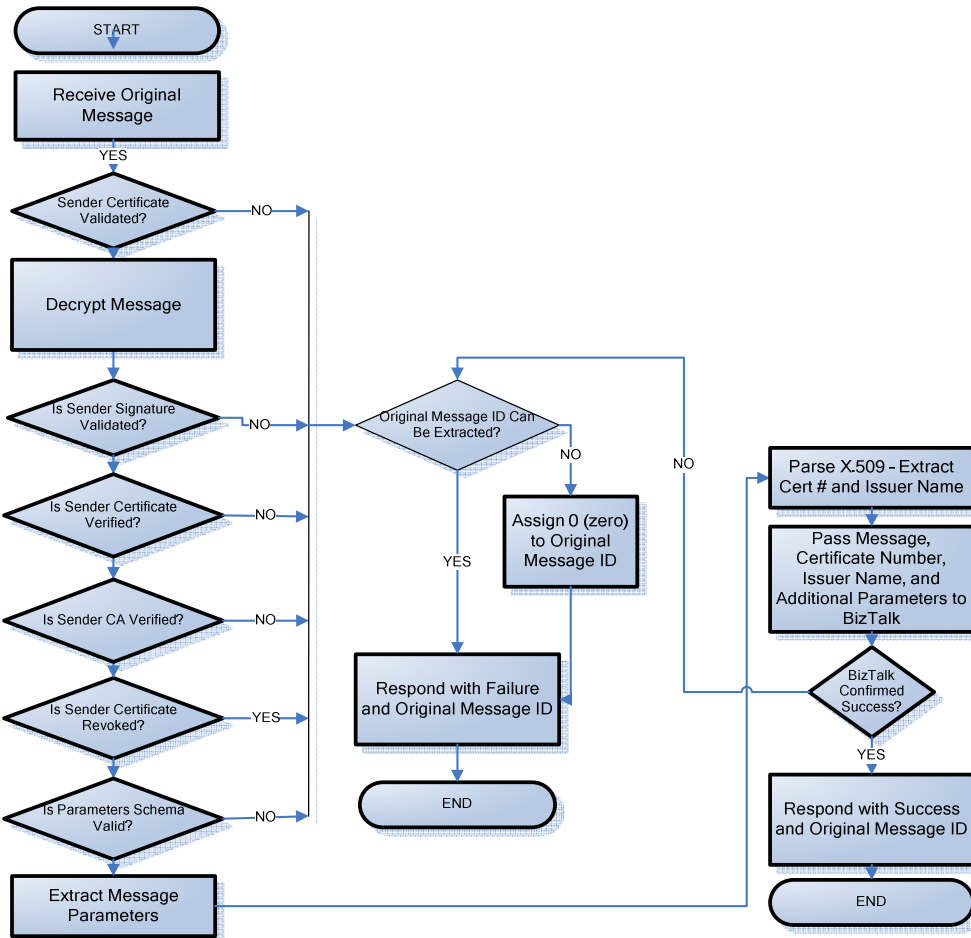 START
Receive Original
Message
YES
Sender Certificate
Validated?
NO
Decrypt Message
Is Sender Signature
Validated?
NO
Is Sender Certificate
Verified?
NO
Is Sender CA Verified?
NO
Is Sender Certificate
Revoked?
YES
Is Parameters Schema
Valid?
NO
Extract Message
Parameters
Original Message ID Can
Be Extracted?
NO
Assign 0 (zero)
to Original
Message ID
YES
Respond with Failure
and Original Message ID
END
NO
Parse X.509 - Extract
Cert # and Issuer Name
Pass Message,
Certificate Number,
Issuer Name, and
Additional Parameters to
BizTalk
BizTalk
Confirmed
Success?
YES
Respond with Success
and Original Message ID
END